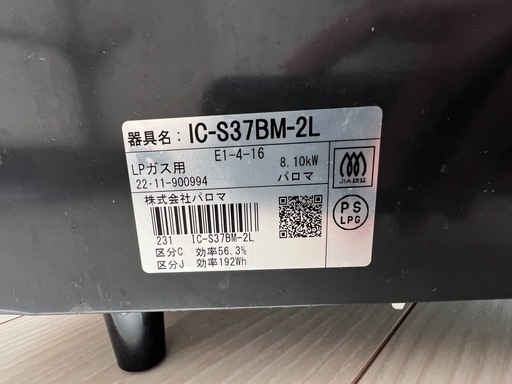 器具名： IC-S37BM-2L
E1-4-16
LPガス用 8.10kW
22･11-900994 パロマ
株式会社パロマ
231 IC-S37BM-2L
区分C 効率56.3%
区分J 効率192Wh
JIA認証
PS
LPG